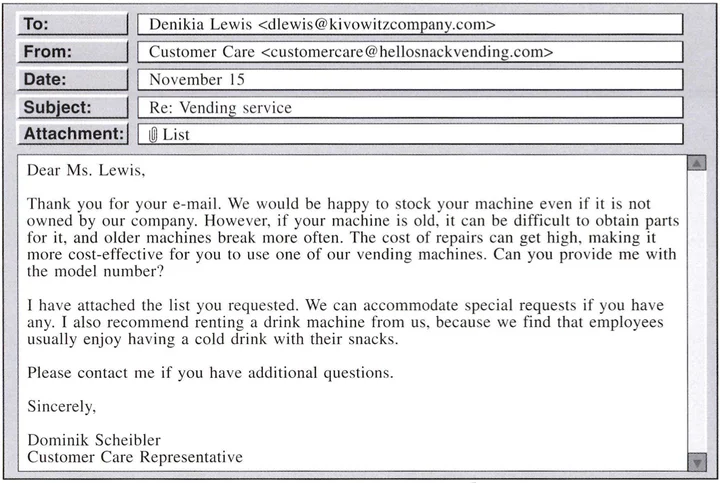 To: Denikia Lewis <dlewis@kivowitzcompany.com>
From: Customer Care <customercare@hellosnackvending.com>
Date: November 15
Subject: Re: Vending service
Attachment: List
Dear Ms. Lewis,
Thank you for your e-mail. We would be happy to stock your machine even if it is not
owned by our company. However, if your machine is old, it can be difficult to obtain parts
for it, and older machines break more often. The cost of repairs can get high, making it
more cost-effective for you to use one of our vending machines. Can you provide me with
the model number?
I have attached the list you requested. We can accommodate special requests if you have
any. I also recommend renting a drink machine from us, because we find that employees
usually enjoy having a cold drink with their snacks.
Please contact me if you have additional questions.
Sincerely,
Dominik Scheibler
Customer Care Representative